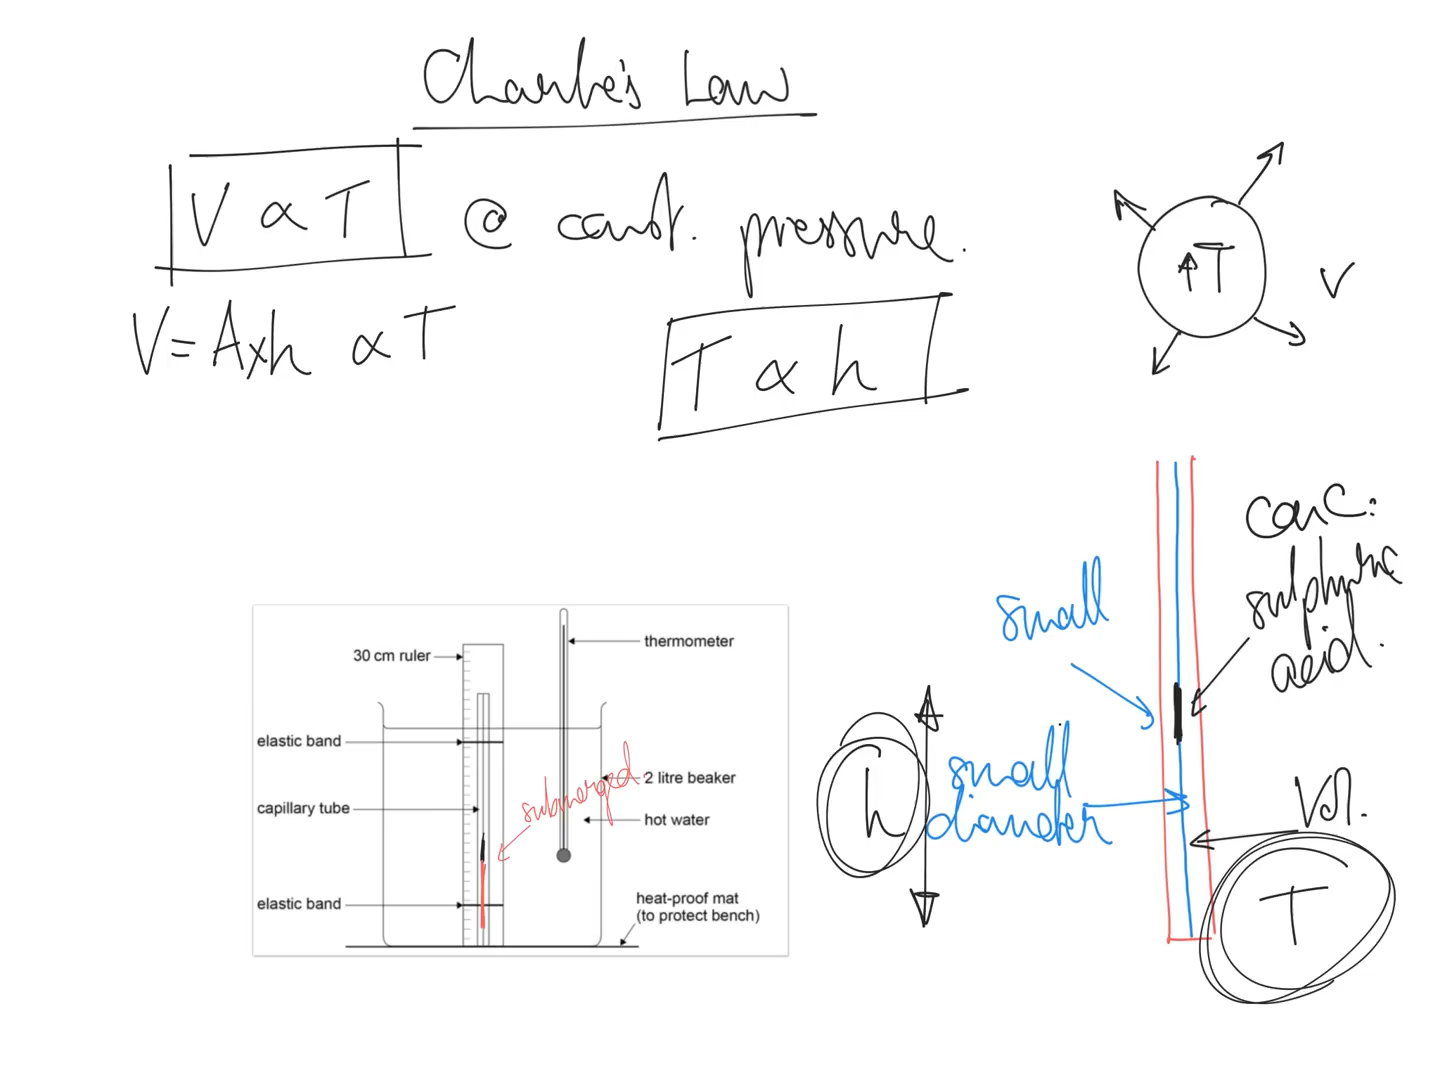 Charles's Law
V ∝ T @ const. pressure.
↑T
V
V = A×h ∝ T
T ∝ h
conc.
sulphuric
acid.
small
thermometer
30 cm ruler
elastic band
submerged
2 litre beaker
capillary tube
hot water
elastic band
heat-proof mat
(to protect bench)
h
small
diameter
Vol.
T